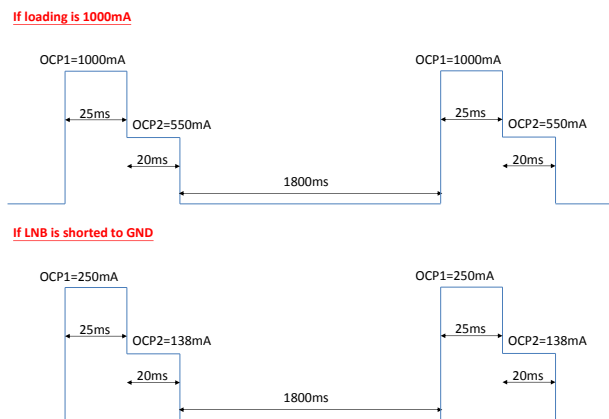 If loading is 1000mA
OCP1=1000mA
OCP1=1000mA
25ms
25ms
OCP2=550mA
OCP2=550mA
20ms
20ms
1800ms
If LNB is shorted to GND
OCP1=250mA
OCP1=250mA
25ms
25ms
OCP2=138mA
OCP2=138mA
20ms
20ms
1800ms